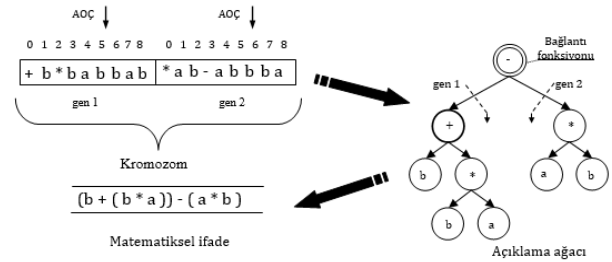 AOÇ AOÇ
0 1 2 3 4 5 6 7 8 0 1 2 3 4 5 6 7 8
+ b * b a b b a b * a b - a b b b a
gen 1 gen 2
Kromozom
(b + ( b * a )) - ( a * b )
Matematiksel ifade
Bağlantı
fonksiyonu
-
gen 1 gen 2
+ *
b * a b
b a
Açıklama ağacı